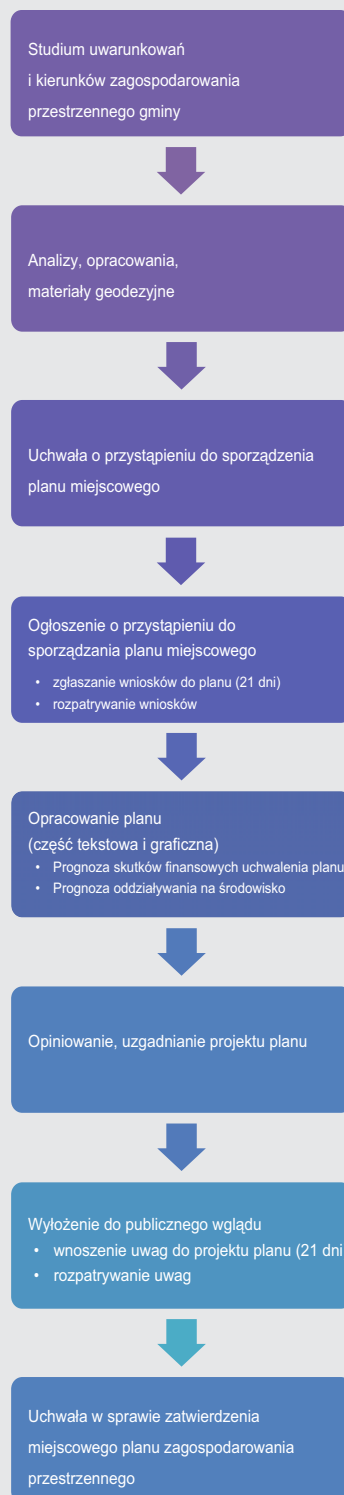 Studium uwarunkowań
i kierunków zagospodarowania
przestrzennego gminy
Analizy, opracowania,
materiały geodezyjne
Uchwała o przystąpieniu do sporządzenia
planu miejscowego
Ogłoszenie o przystąpieniu do
sporządzania planu miejscowego
• zgłaszanie wniosków do planu (21 dni)
• rozpatrywanie wniosków
Opracowanie planu
(część tekstowa i graficzna)
• Prognoza skutków finansowych uchwalenia planu
• Prognoza oddziaływania na środowisko
Opiniowanie, uzgadnianie projektu planu
Wyłożenie do publicznego wglądu
• wnoszenie uwag do projektu planu (21 dni
• rozpatrywanie uwag
Uchwała w sprawie zatwierdzenia
miejscowego planu zagospodarowania
przestrzennego